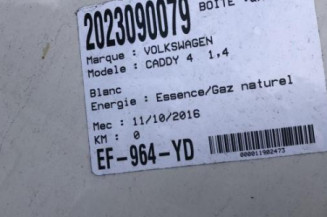 2023090079
BOITE
Marque : VOLKSWAGEN
Modele : CADDY 4 1,4
Blanc
Energie : Essence/Gaz naturel
Mec : 11/10/2016
KM : 0
EF-964-YD